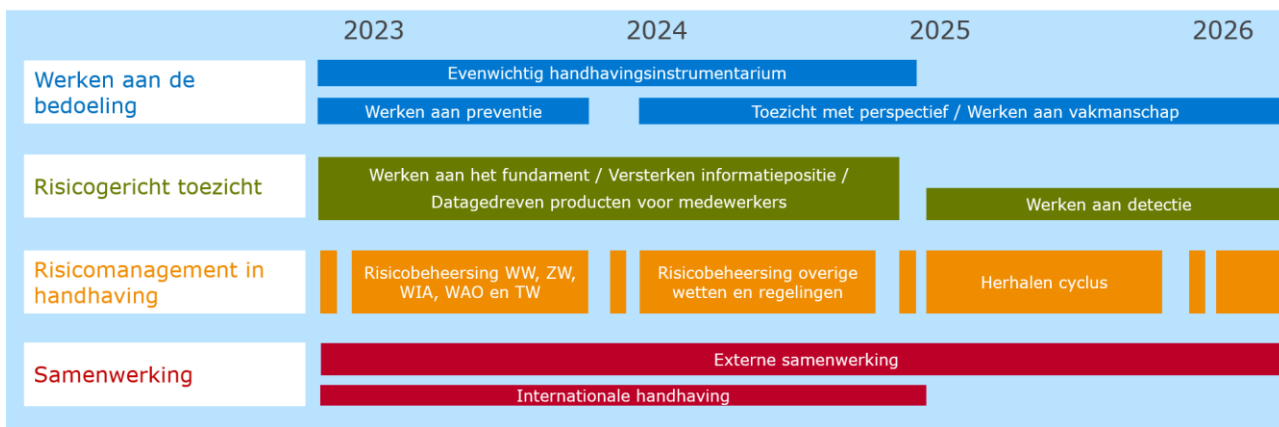 2023 2024 2025 2026
Werken aan de
bedoeling
Evenwichtig handhavingsinstrumentarium
Werken aan preventie
Toezicht met perspectief / Werken aan vakmanschap
Risicogericht toezicht
Werken aan het fundament / Versterken informatiepositie /
Datagedreven producten voor medewerkers
Werken aan detectie
Risicomanagement in
handhaving
Risicobeheersing WW, ZW,
WIA, WAO en TW
Risicobeheersing overige
wetten en regelingen
Herhalen cyclus
Samenwerking
Externe samenwerking
Internationale handhaving